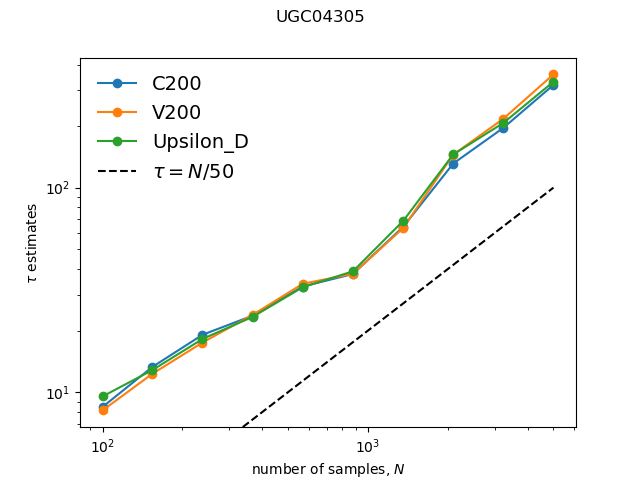 UGC04305
C200
V200
Upsilon_D
τ = N/50
τ estimates
10²
10¹
10²
10³
number of samples, N